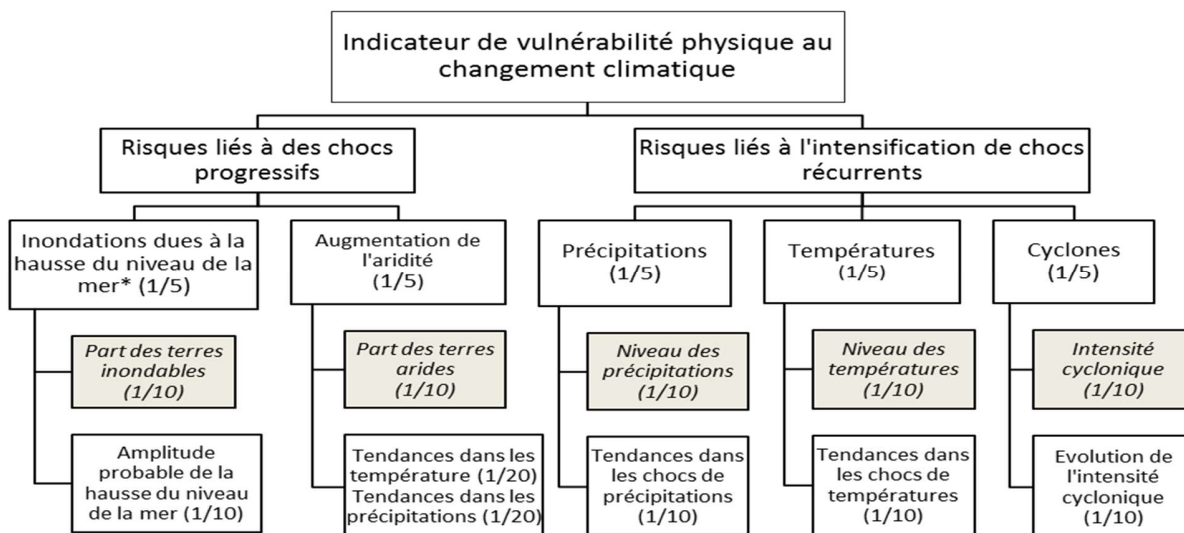 Indicateur de vulnérabilité physique au
changement climatique
Risques liés à des chocs
progressifs
Risques liés à l'intensification de chocs
récurrents
Inondations dues à la
hausse du niveau de la
mer* (1/5)
Augmentation de
l'aridité
(1/5)
Précipitations
(1/5)
Températures
(1/5)
Cyclones
(1/5)
Part des terres
inondables
(1/10)
Part des terres
arides
(1/10)
Niveau des
précipitations
(1/10)
Niveau des
températures
(1/10)
Intensité
cyclonique
(1/10)
Amplitude
probable de la
hausse du niveau
de la mer (1/10)
Tendances dans les
température (1/20)
Tendances dans les
précipitations (1/20)
Tendances dans
les chocs de
précipitations
(1/10)
Tendances dans
les chocs de
températures
(1/10)
Evolution de
l'intensité
cyclonique
(1/10)